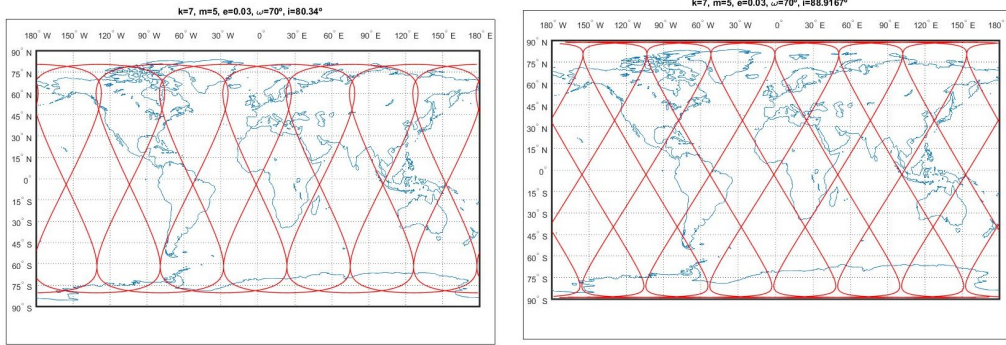 k=7, m=5, e=0.03, ω=70º, i=80.34º
180° W 150° W 120° W 90° W 60° W 30° W 0° 30° E 60° E 90° E 120° E 150° E 180° E
90° N
75° N
60° N
45° N
30° N
15° N
0°
15° S
30° S
45° S
60° S
75° S
90° S
k=7, m=5, e=0.03, ω=70º, i=88.9167º
180° W 150° W 120° W 90° W 60° W 30° W 0° 30° E 60° E 90° E 120° E 150° E 180° E
90° N
75° N
60° N
45° N
30° N
15° N
0°
15° S
30° S
45° S
60° S
75° S
90° S